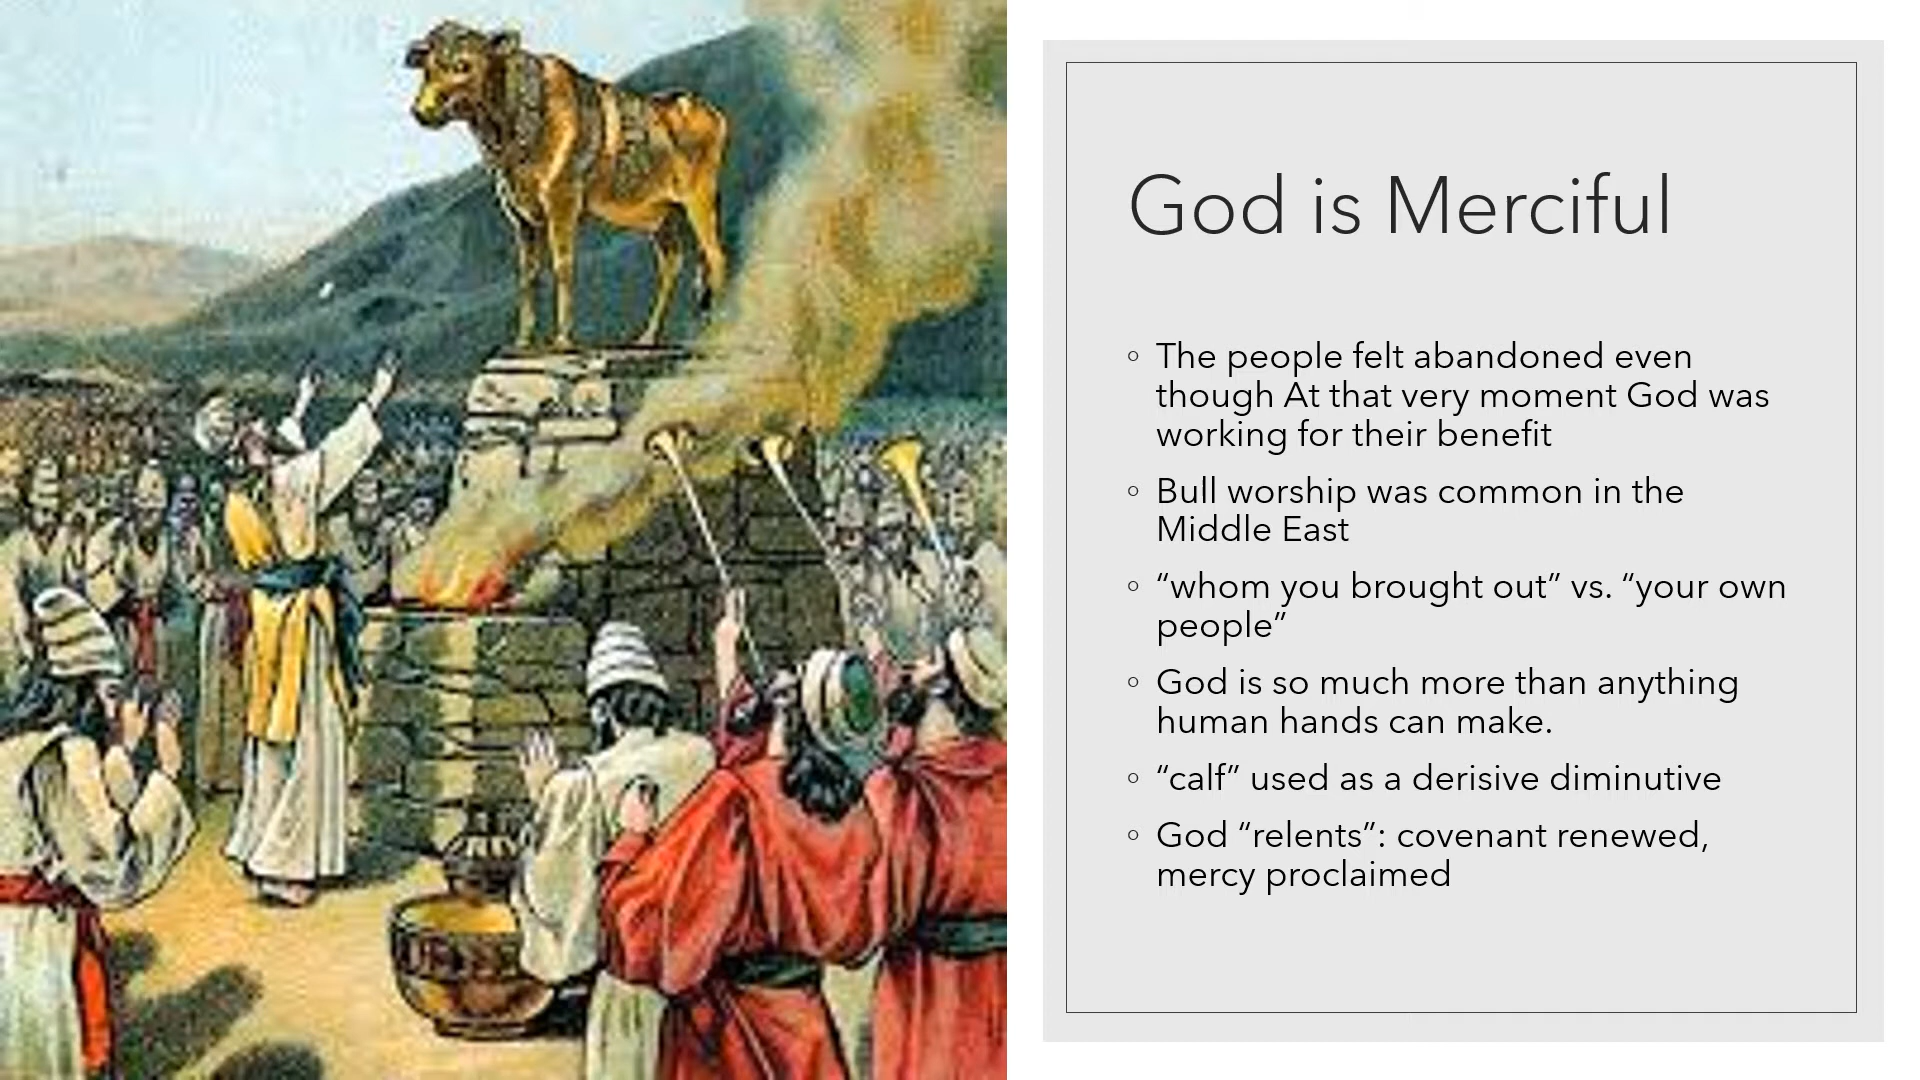 God is Merciful
◦ The people felt abandoned even
though At that very moment God was
working for their benefit
◦ Bull worship was common in the
Middle East
◦ “whom you brought out” vs. “your own
people”
◦ God is so much more than anything
human hands can make.
◦ “calf” used as a derisive diminutive
◦ God “relents”: covenant renewed,
mercy proclaimed